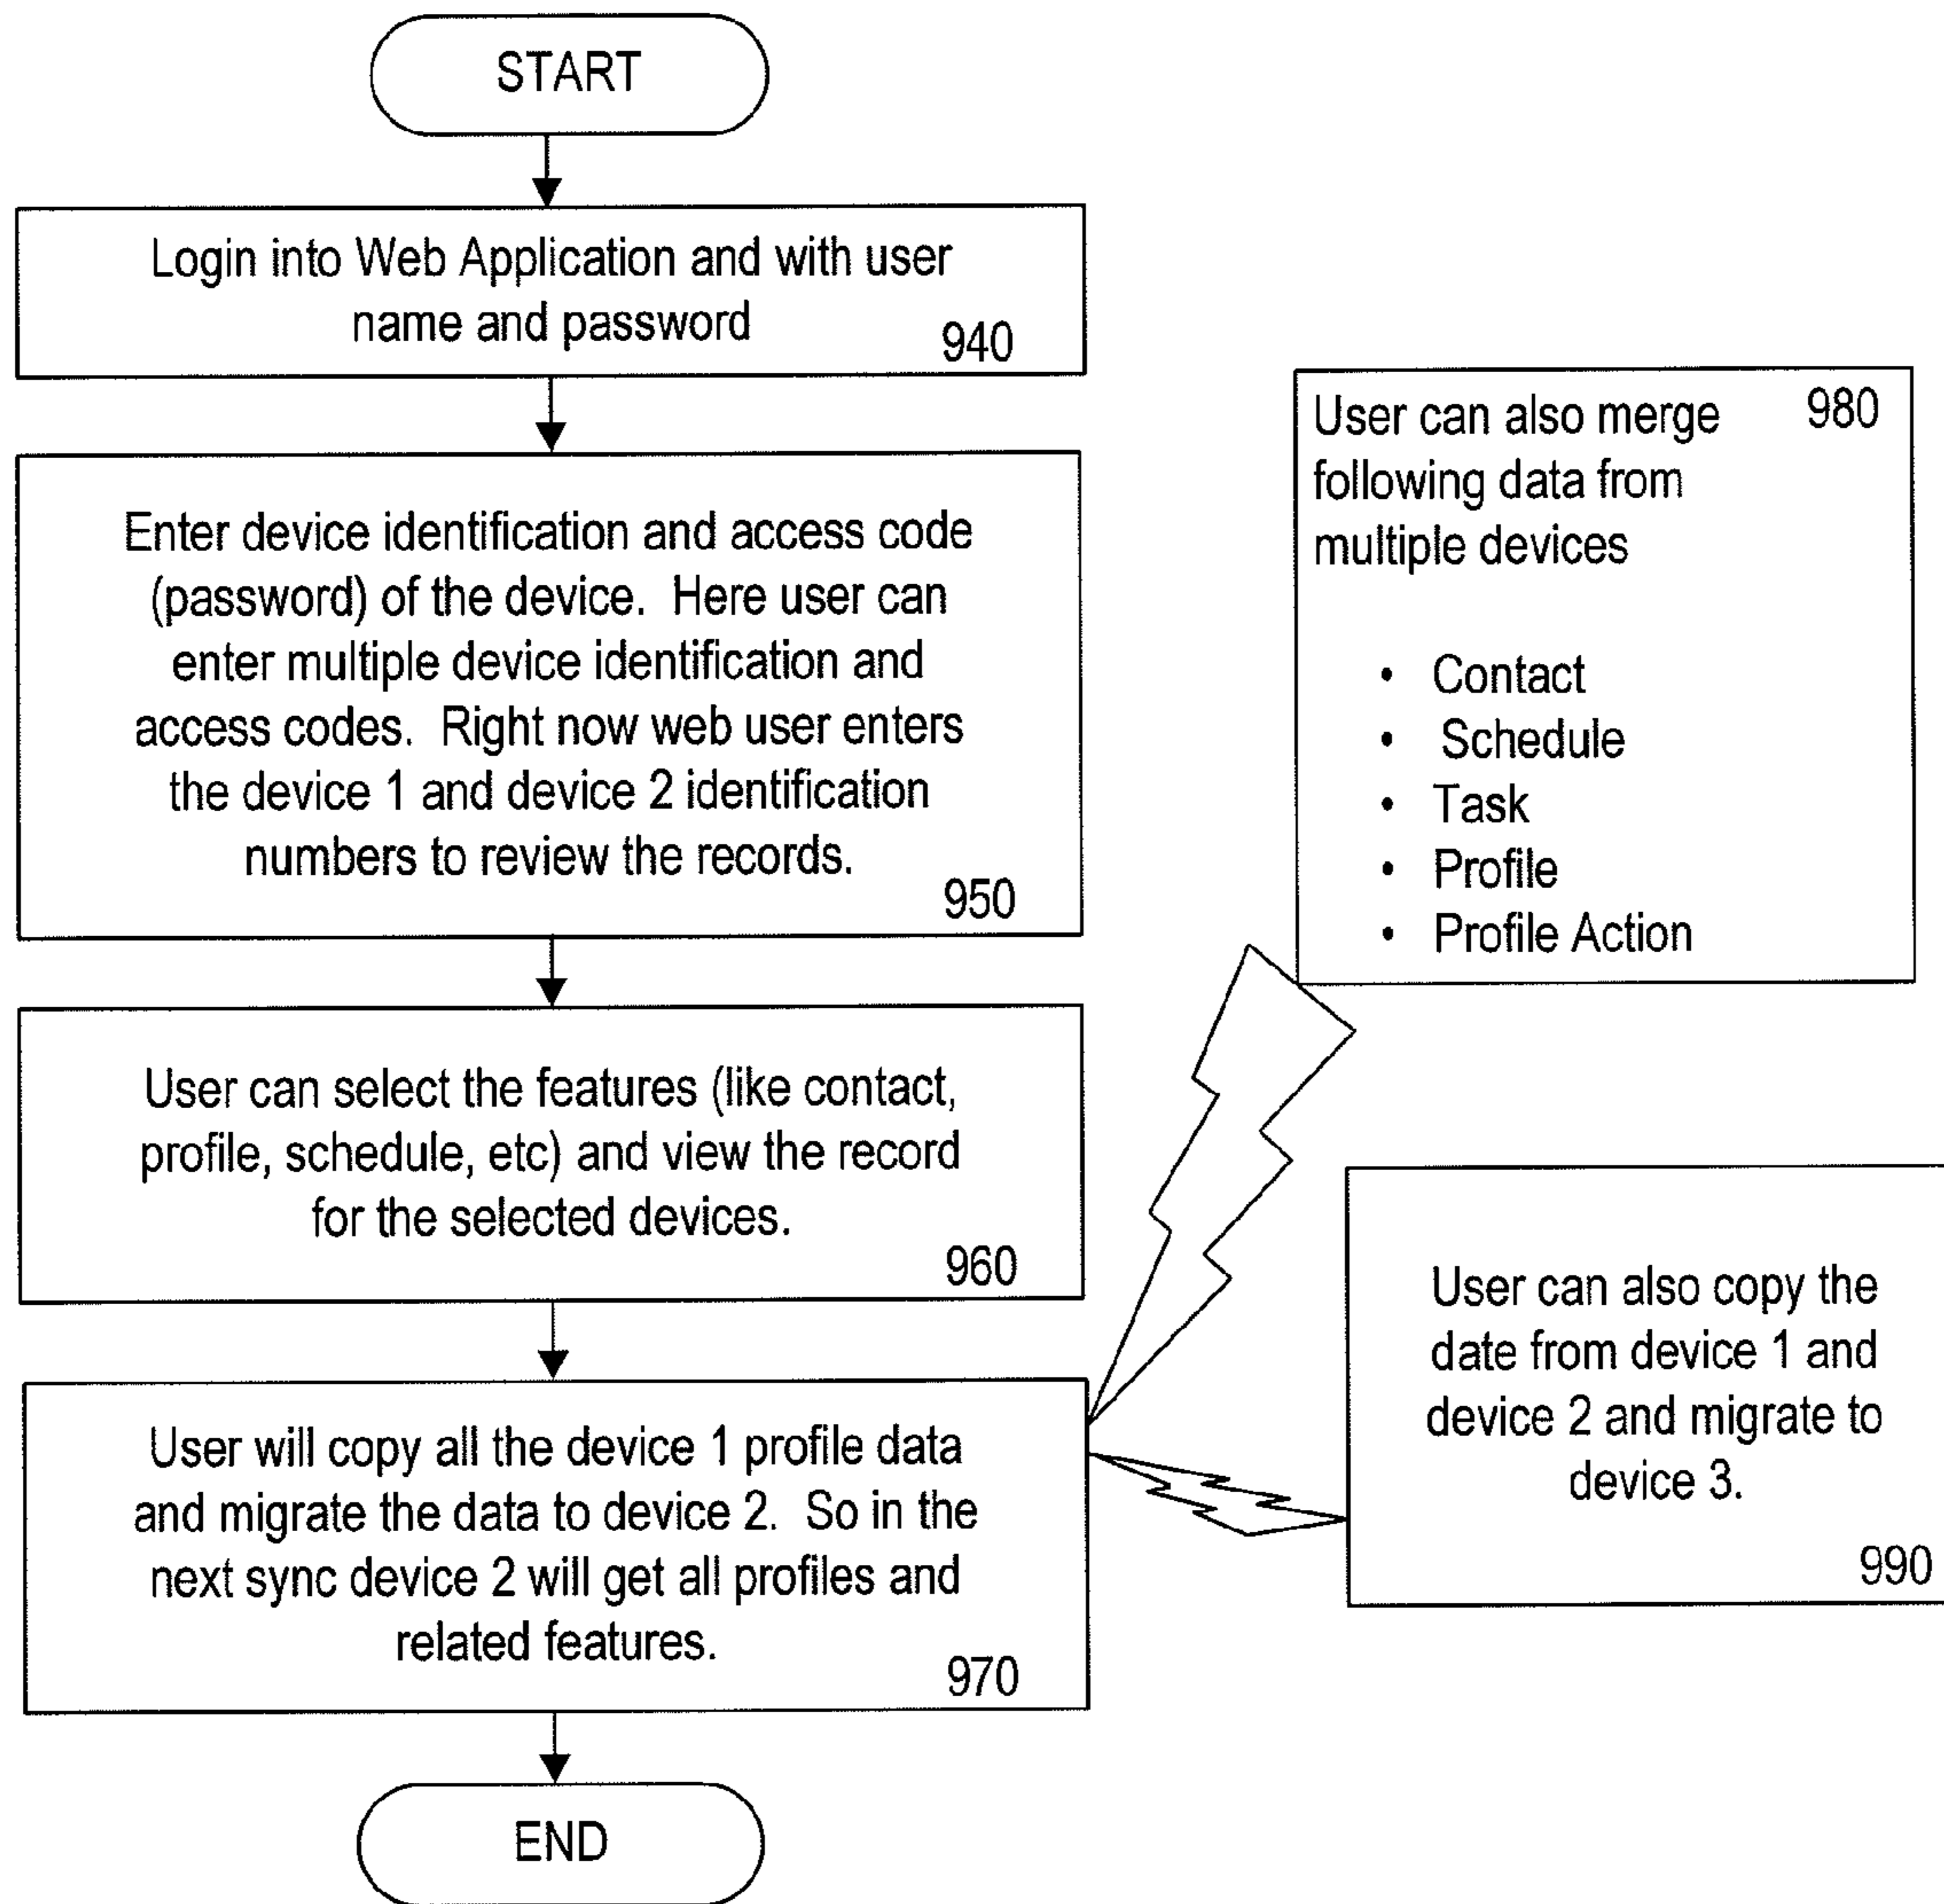 START
Login into Web Application and with user
name and password
940
Enter device identification and access code
(password) of the device. Here user can
enter multiple device identification and
access codes. Right now web user enters
the device 1 and device 2 identification
numbers to review the records.
950
User can select the features (like contact,
profile, schedule, etc) and view the record
for the selected devices.
960
User will copy all the device 1 profile data
and migrate the data to device 2. So in the
next sync device 2 will get all profiles and
related features.
970
END
User can also merge 980
following data from
multiple devices
• Contact
• Schedule
• Task
• Profile
• Profile Action
User can also copy the
date from device 1 and
device 2 and migrate to
device 3.
990